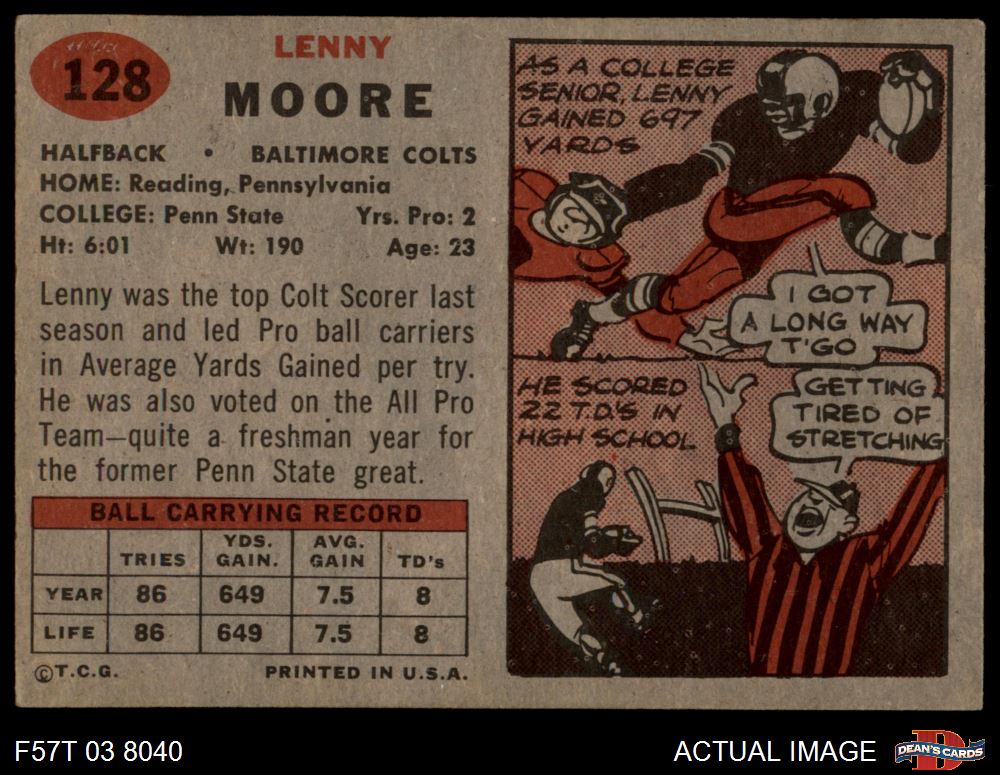 128
LENNY
MOORE
HALFBACK • BALTIMORE COLTS
HOME: Reading, Pennsylvania
COLLEGE: Penn State Yrs. Pro: 2
Ht: 6:01 Wt: 190 Age: 23
Lenny was the top Colt Scorer last
season and led Pro ball carriers
in Average Yards Gained per try.
He was also voted on the All Pro
Team—quite a freshman year for
the former Penn State great.
BALL CARRYING RECORD
TRIES YDS. GAIN. AVG. GAIN TD's
YEAR 86 649 7.5 8
LIFE 86 649 7.5 8
©T.C.G. PRINTED IN U.S.A.
AS A COLLEGE
SENIOR, LENNY
GAINED 697
YARDS
I GOT
A LONG WAY
T'GO
HE SCORED
22 T.D.'S IN
HIGH SCHOOL
GETTING
TIRED OF
STRETCHING
F57T 03 8040
ACTUAL IMAGE
D
DEAN'S CARDS